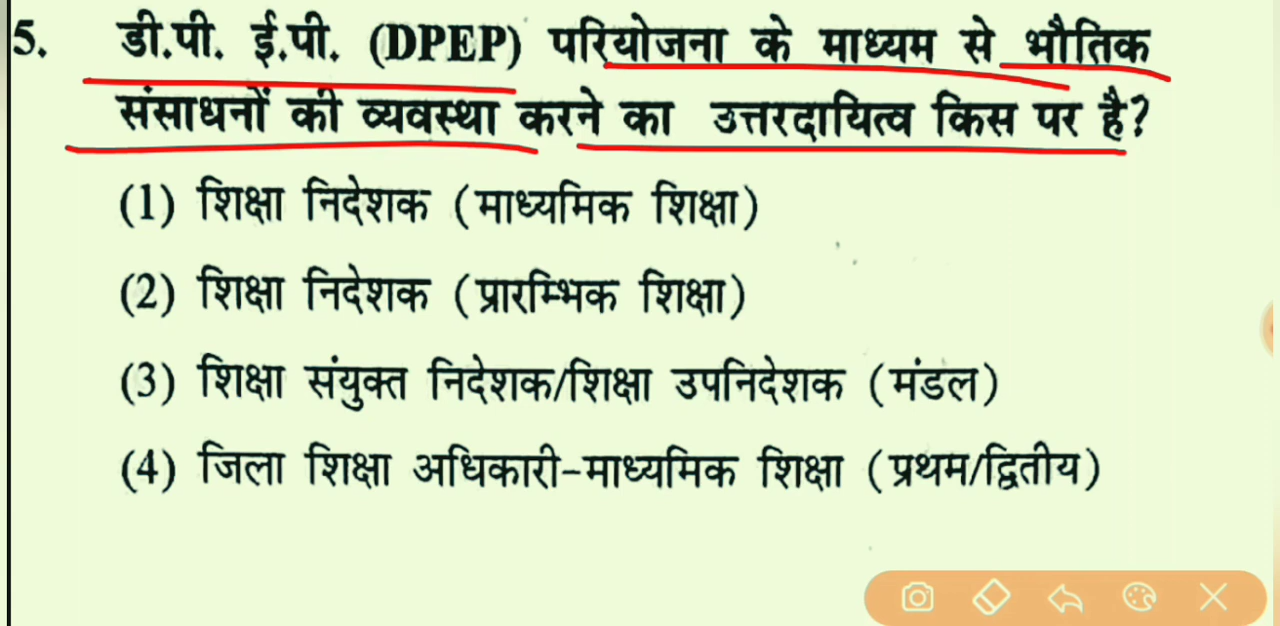 5. डी.पी. ई.पी. (DPEP) परियोजना के माध्यम से भौतिक
संसाधनों की व्यवस्था करने का उत्तरदायित्व किस पर है?
(1) शिक्षा निदेशक (माध्यमिक शिक्षा)
(2) शिक्षा निदेशक (प्रारम्भिक शिक्षा)
(3) शिक्षा संयुक्त निदेशक/शिक्षा उपनिदेशक (मंडल)
(4) जिला शिक्षा अधिकारी-माध्यमिक शिक्षा (प्रथम/द्वितीय)